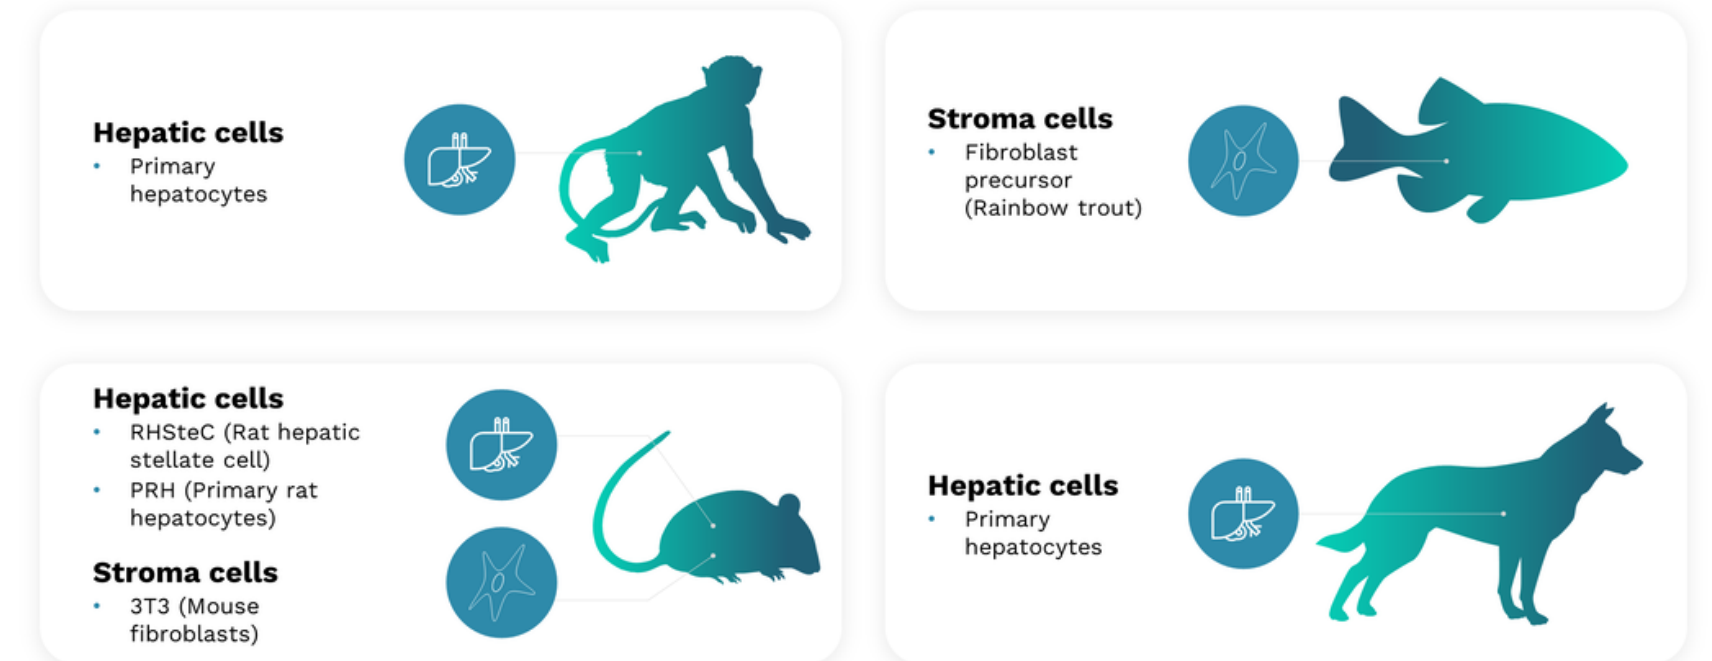 Hepatic cells
• Primary
hepatocytes
Stroma cells
• Fibroblast
precursor
(Rainbow trout)
Hepatic cells
• RHSteC (Rat hepatic
stellate cell)
• PRH (Primary rat
hepatocytes)
Stroma cells
• 3T3 (Mouse
fibroblasts)
Hepatic cells
• Primary
hepatocytes